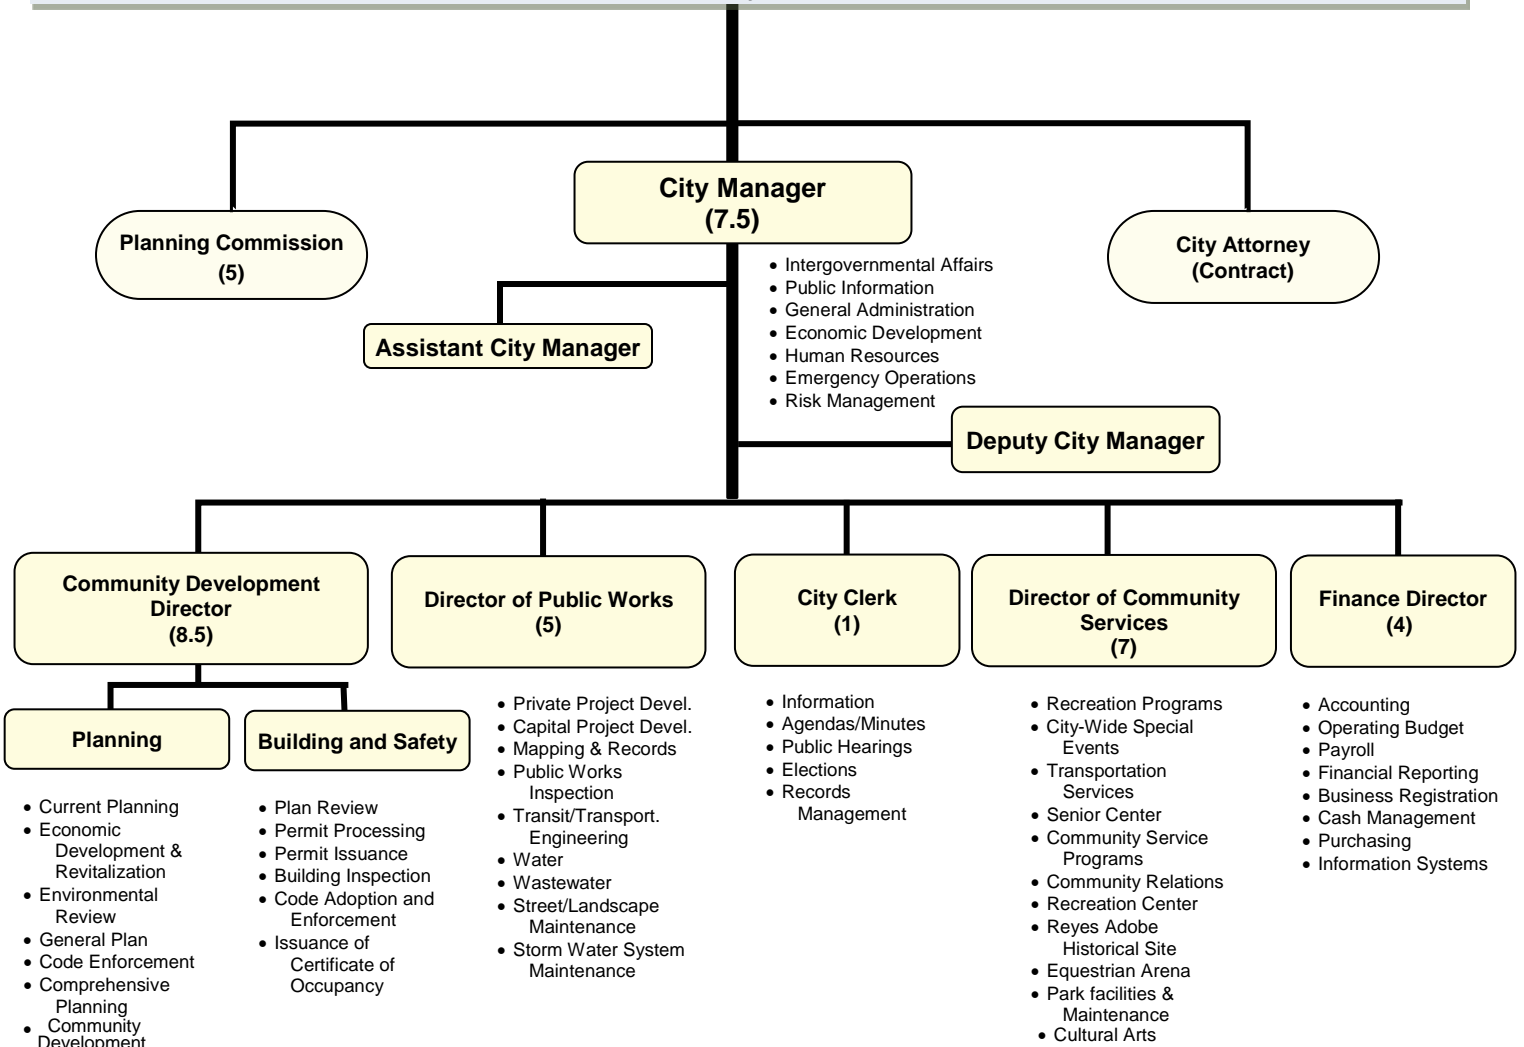 City Manager
(7.5)
Planning Commission
(5)
City Attorney
(Contract)
• Intergovernmental Affairs
• Public Information
• General Administration
• Economic Development
• Human Resources
• Emergency Operations
• Risk Management
Assistant City Manager
Deputy City Manager
Community Development
Director
(8.5)
Director of Public Works
(5)
City Clerk
(1)
Director of Community
Services
(7)
Finance Director
(4)
Planning
Building and Safety
• Current Planning
• Economic
Development &
Revitalization
• Environmental
Review
• General Plan
• Code Enforcement
• Comprehensive
Planning
• Community
Development
• Plan Review
• Permit Processing
• Permit Issuance
• Building Inspection
• Code Adoption and
Enforcement
• Issuance of
Certificate of
Occupancy
• Private Project Devel.
• Capital Project Devel.
• Mapping & Records
• Public Works
Inspection
• Transit/Transport.
Engineering
• Water
• Wastewater
• Street/Landscape
Maintenance
• Storm Water System
Maintenance
• Information
• Agendas/Minutes
• Public Hearings
• Elections
• Records
Management
• Recreation Programs
• City-Wide Special
Events
• Transportation
Services
• Senior Center
• Community Service
Programs
• Community Relations
• Recreation Center
• Reyes Adobe
Historical Site
• Equestrian Arena
• Park facilities &
Maintenance
• Cultural Arts
• Accounting
• Operating Budget
• Payroll
• Financial Reporting
• Business Registration
• Cash Management
• Purchasing
• Information Systems